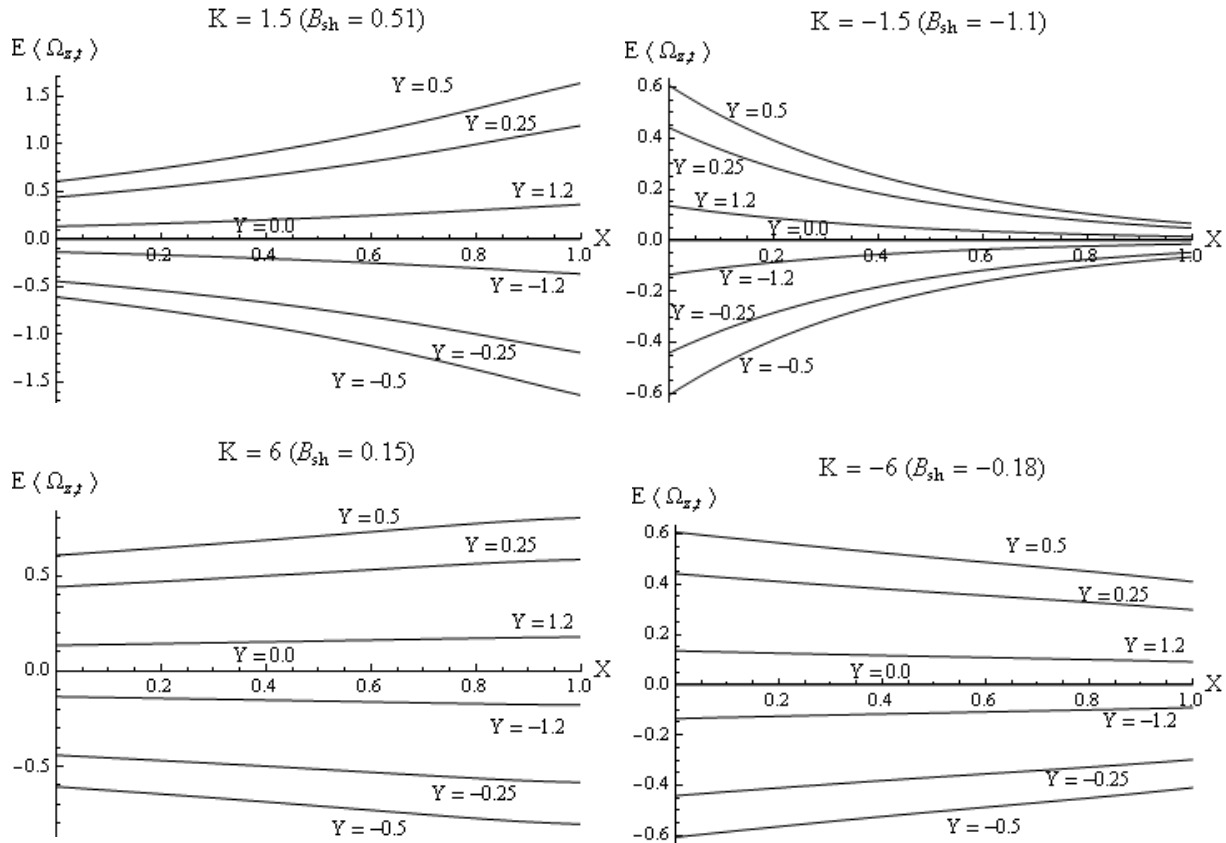 K = 1.5 (B_sh = 0.51)
E ⟨Ω_z,t⟩
1.5
1.0
0.5
0.0
−0.5
−1.0
−1.5
0.2 0.4 0.6 0.8 1.0
X
Y = 0.5
Y = 0.25
Y = 1.2
Y = 0.0
Y = −1.2
Y = −0.25
Y = −0.5
K = −1.5 (B_sh = −1.1)
E ⟨Ω_z,t⟩
0.6
0.4
0.2
0.0
−0.2
−0.4
−0.6
0.2 0.4 0.6 0.8 1.0
X
Y = 0.5
Y = 0.25
Y = 1.2
Y = 0.0
Y = −1.2
Y = −0.25
Y = −0.5
K = 6 (B_sh = 0.15)
E ⟨Ω_z,t⟩
0.5
0.0
−0.5
0.2 0.4 0.6 0.8 1.0
X
Y = 0.5
Y = 0.25
Y = 1.2
Y = 0.0
Y = −1.2
Y = −0.25
Y = −0.5
K = −6 (B_sh = −0.18)
E ⟨Ω_z,t⟩
0.6
0.4
0.2
0.0
−0.2
−0.4
−0.6
0.2 0.4 0.6 0.8 1.0
X
Y = 0.5
Y = 0.25
Y = 1.2
Y = 0.0
Y = −1.2
Y = −0.25
Y = −0.5